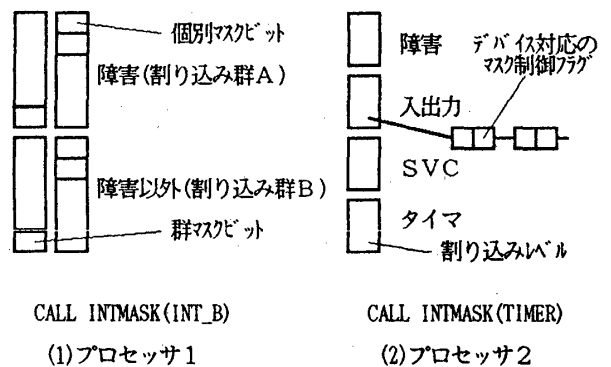 個別マスクビット
障害(割り込み群A)
障害以外(割り込み群B)
群マスクビット
CALL INTMASK(INT_B)
(1)プロセッサ1
障害
デバイス対応の
マスク制御フラグ
入出力
SVC
タイマ
割り込みレベル
CALL INTMASK(TIMER)
(2)プロセッサ2